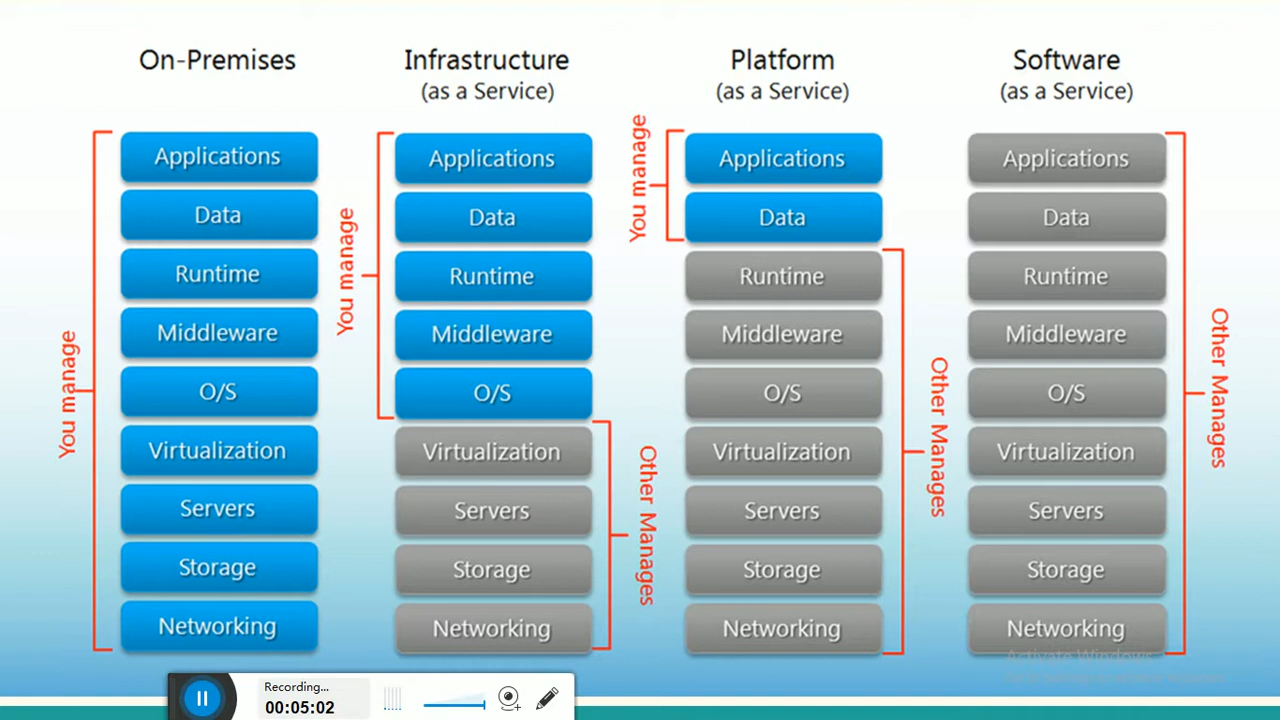 On-Premises
Infrastructure
(as a Service)
Platform
(as a Service)
Software
(as a Service)
You manage
Applications
Data
Runtime
Middleware
O/S
Virtualization
Servers
Storage
Networking
You manage
Applications
Data
Runtime
Middleware
O/S
Virtualization
Servers
Storage
Networking
Other Manages
You manage
Applications
Data
Runtime
Middleware
O/S
Virtualization
Servers
Storage
Networking
Other Manages
Applications
Data
Runtime
Middleware
O/S
Virtualization
Servers
Storage
Networking
Other Manages
Activate Windows
Recording...
00:05:02